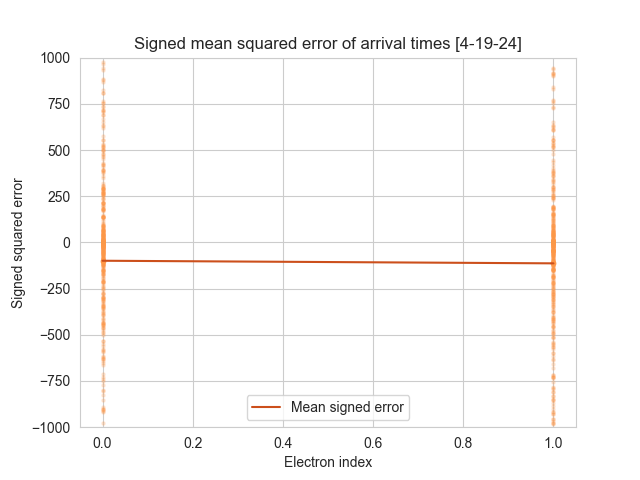 Signed mean squared error of arrival times [4-19-24]
1000
750
500
250
0
−250
−500
−750
−1000
Signed squared error
Mean signed error
0.0 0.2 0.4 0.6 0.8 1.0
Electron index